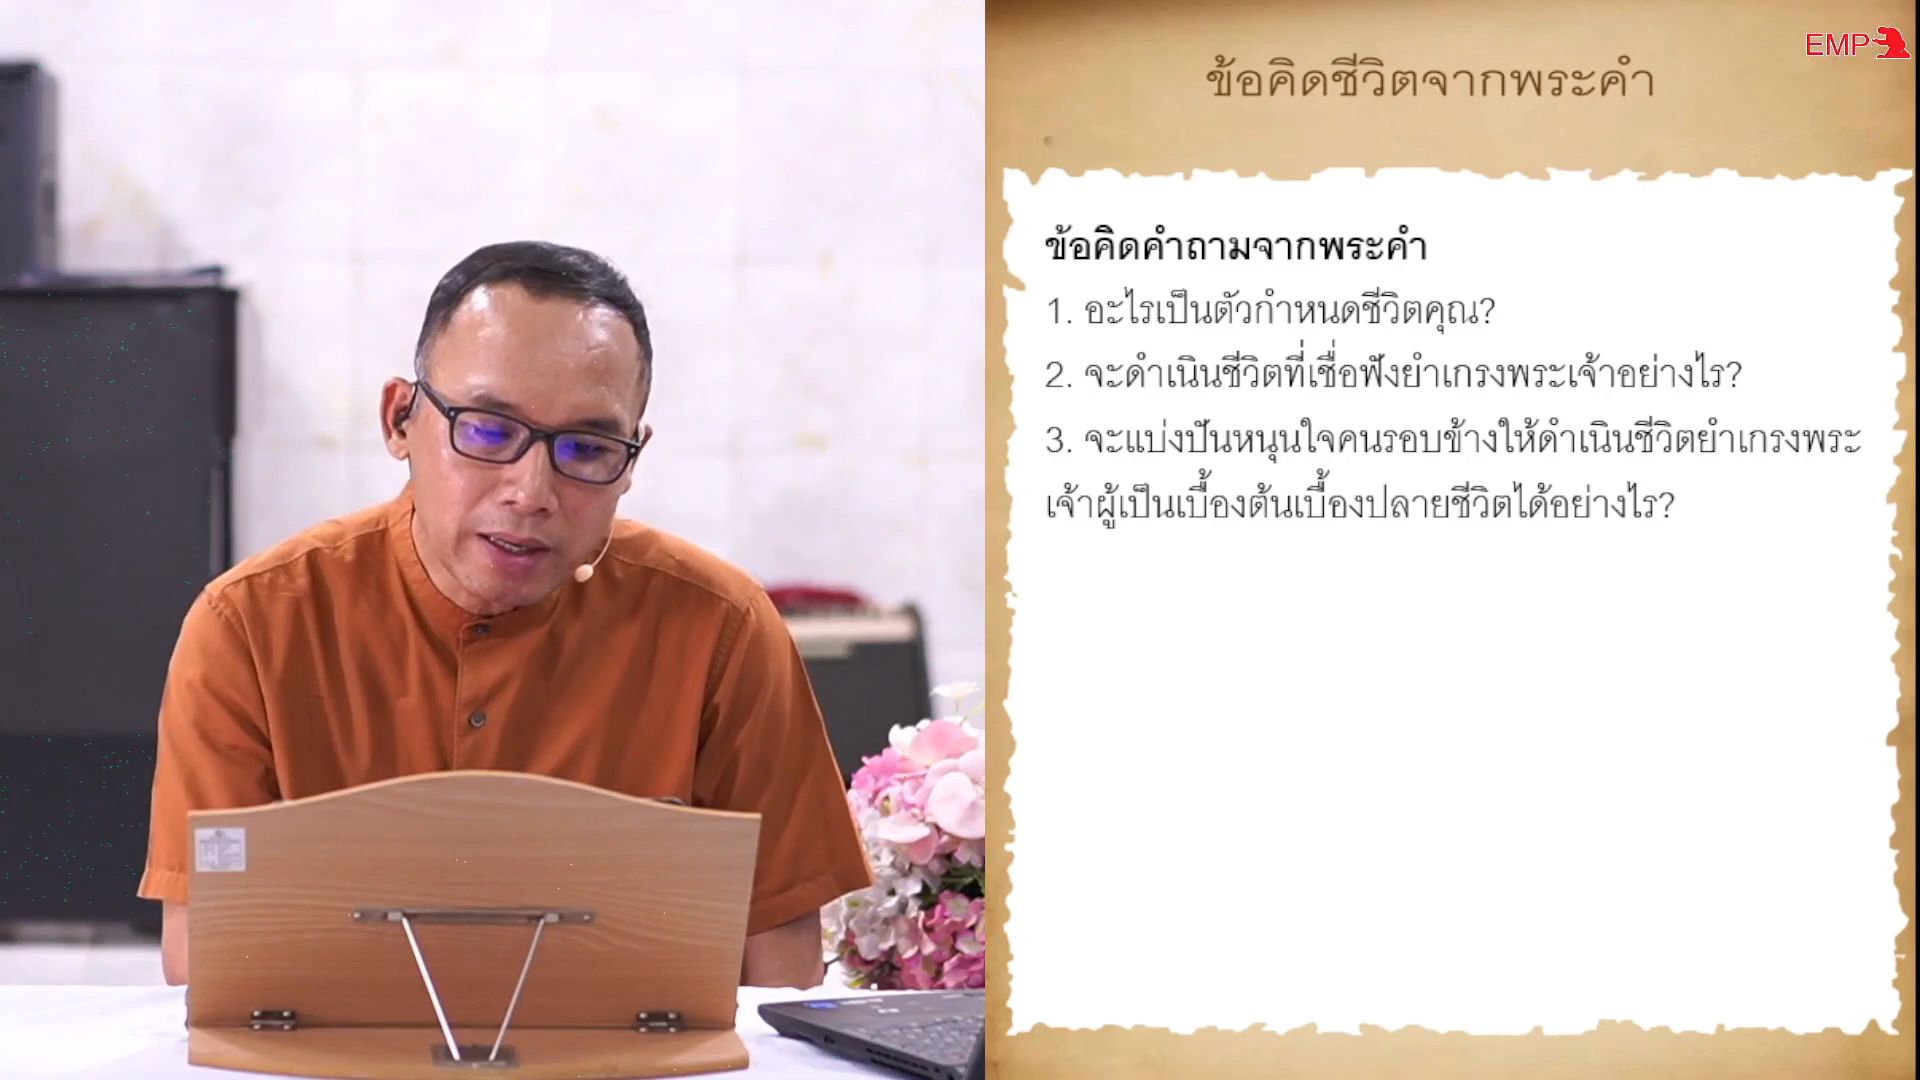 EMP
ข้อคิดชีวิตจากพระคำ
ข้อคิดคำถามจากพระคำ
1. อะไรเป็นตัวกำหนดชีวิตคุณ?
2. จะดำเนินชีวิตที่เชื่อฟังยำเกรงพระเจ้าอย่างไร?
3. จะแบ่งปันหนุนใจคนรอบข้างให้ดำเนินชีวิตยำเกรงพระ
เจ้าผู้เป็นเบื้องต้นเบื้องปลายชีวิตได้อย่างไร?